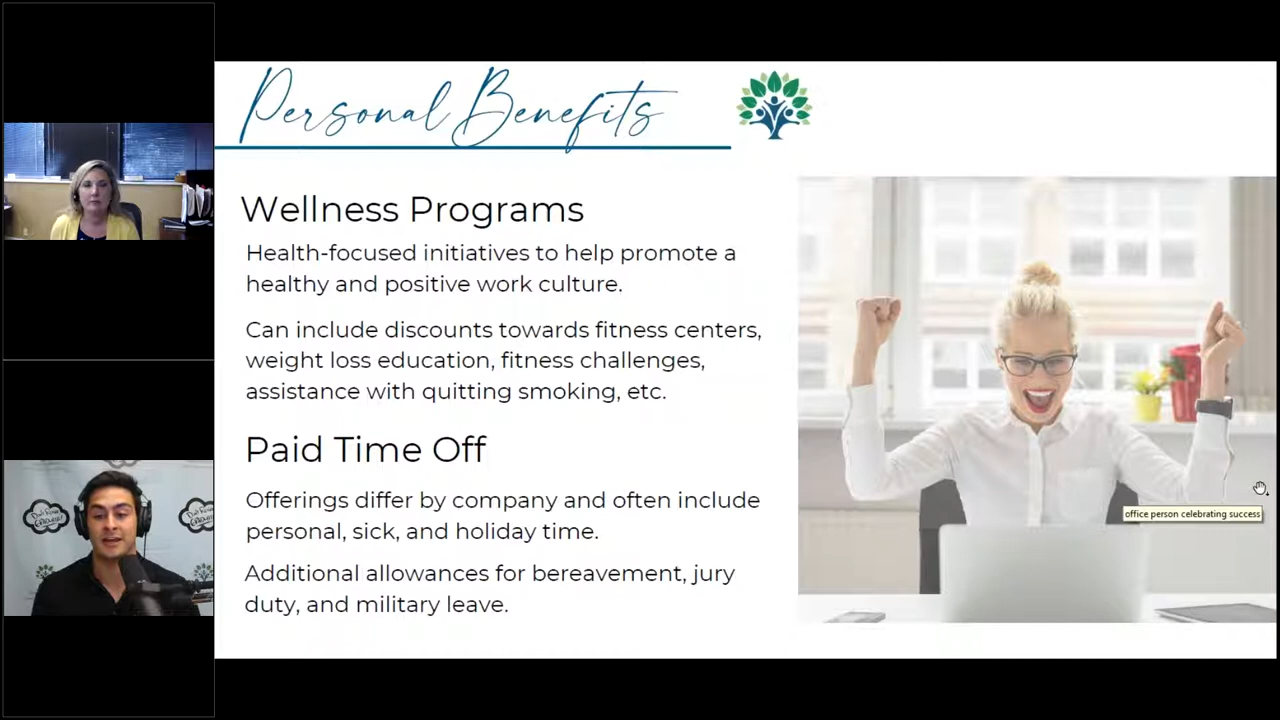 Personal Benefits
Wellness Programs
Health-focused initiatives to help promote a
healthy and positive work culture.
Can include discounts towards fitness centers,
weight loss education, fitness challenges,
assistance with quitting smoking, etc.
Paid Time Off
Offerings differ by company and often include
personal, sick, and holiday time.
Additional allowances for bereavement, jury
duty, and military leave.
office person celebrating success